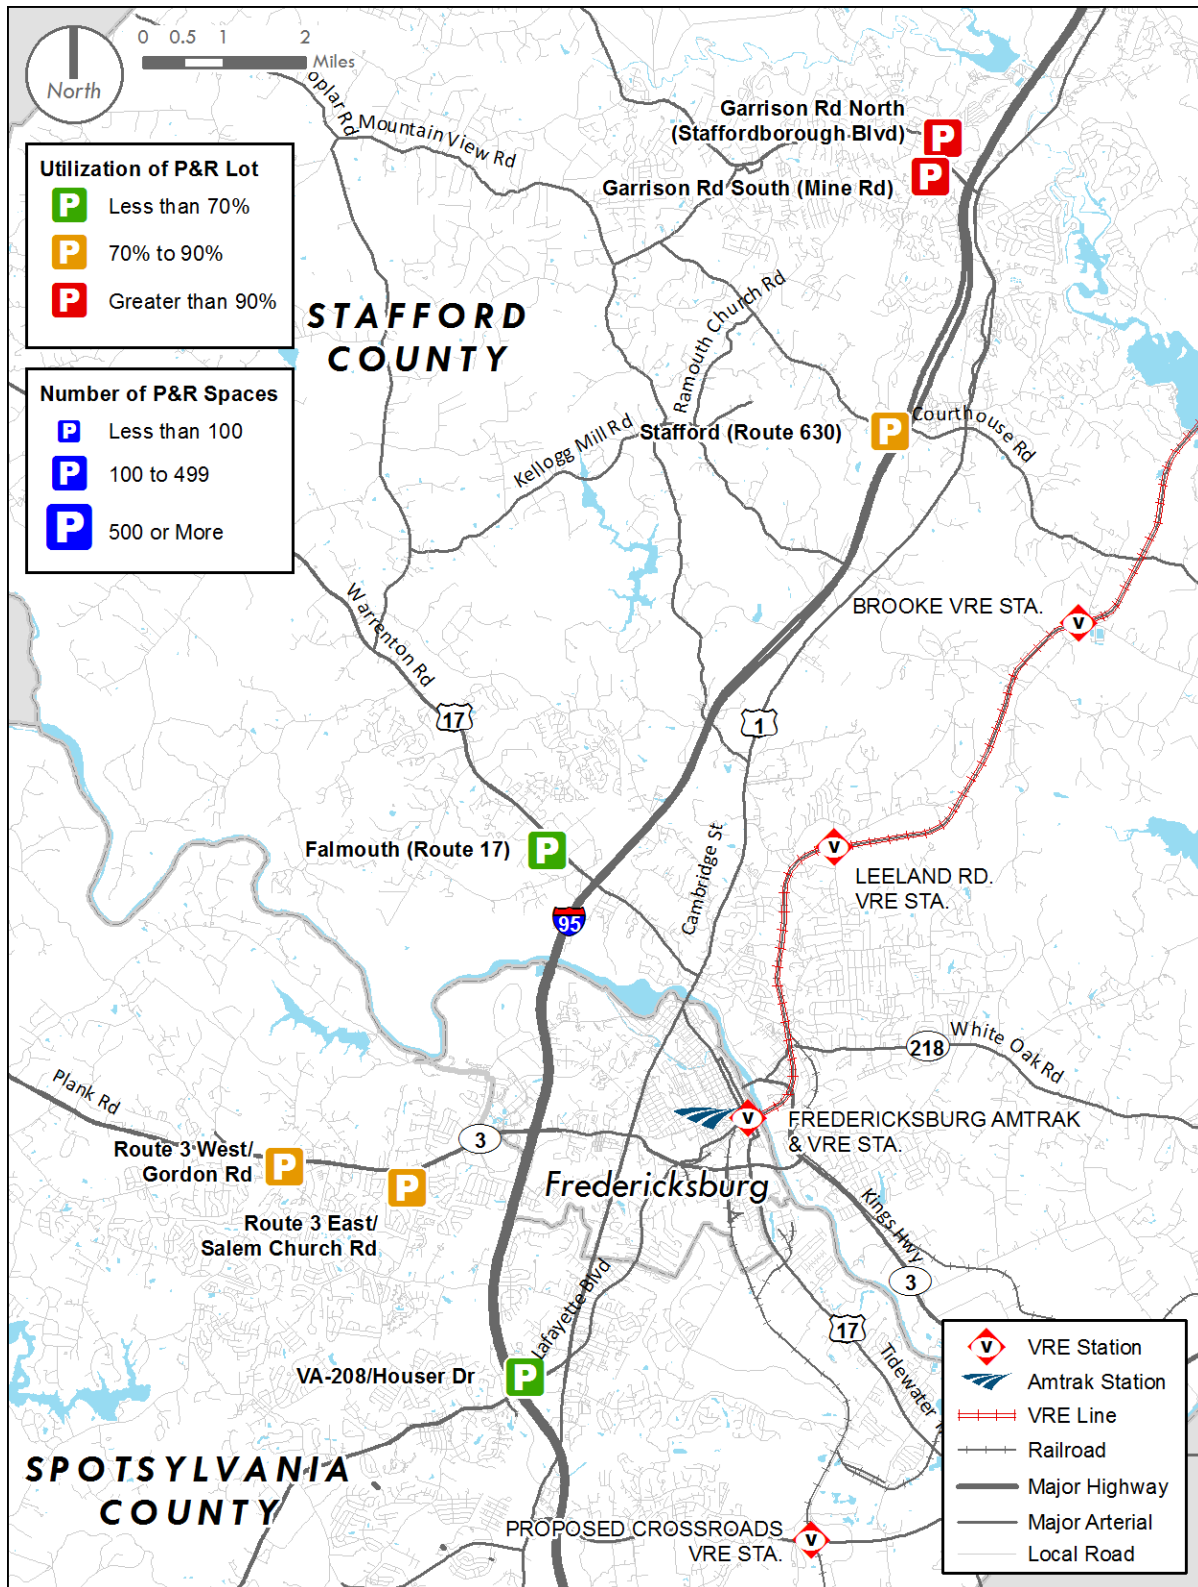 0 0.5 1 2
Miles
North
oplar Rd
Mountain View Rd
Garrison Rd North
(Staffordborough Blvd)
P
P
Garrison Rd South (Mine Rd)
Utilization of P&R Lot
P Less than 70%
P 70% to 90%
P Greater than 90%
STAFFORD
COUNTY
Ramouth Church Rd
Number of P&R Spaces
P Less than 100
P 100 to 499
P 500 or More
Kellogg Mill Rd
Stafford (Route 630)
P
Courthouse Rd
Warrenton Rd
BROOKE VRE STA.
V
17
1
Falmouth (Route 17)
P
Cambridge St
V
LEELAND RD.
VRE STA.
95
218
White Oak Rd
Plank Rd
3
V
FREDERICKSBURG AMTRAK
& VRE STA.
Route 3 West/
Gordon Rd
P
P
Route 3 East/
Salem Church Rd
Fredericksburg
Kings Hwy
3
Lafayette Blvd
17
Tidewater
VA-208/Houser Dr
P
SPOTSYLVANIA
COUNTY
PROPOSED CROSSROADS
VRE STA.
V
V VRE Station
Amtrak Station
VRE Line
Railroad
Major Highway
Major Arterial
Local Road